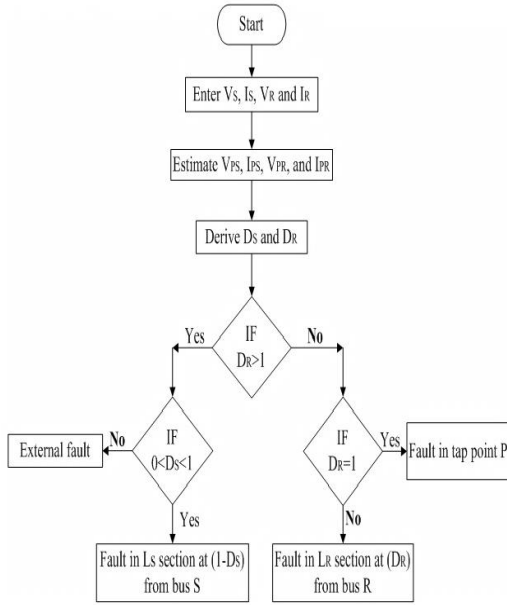 Start
Enter VS, IS, VR and IR
Estimate VPS, IPS, VPR, and IPR
Derive DS and DR
IF
DR>1
Yes
No
IF
0<DS<1
No
External fault
Yes
IF
DR=1
Yes
Fault in tap point P
No
Fault in LS section at (1-DS)
from bus S
Fault in LR section at (DR)
from bus R